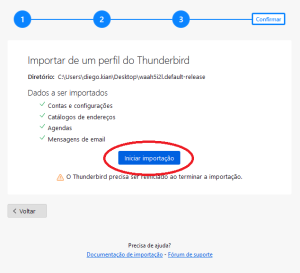 1 2 3 Confirmar
Importar de um perfil do Thunderbird
Diretório: C:\Users\diego.kian\Desktop\waah5i2l.default-release
Dados a ser importados
Contas e configurações
Catálogos de endereços
Agendas
Mensagens de email
Iniciar importação
O Thunderbird precisa ser reiniciado ao terminar a importação.
Voltar
Precisa de ajuda?
Documentação de importação - Fórum de suporte